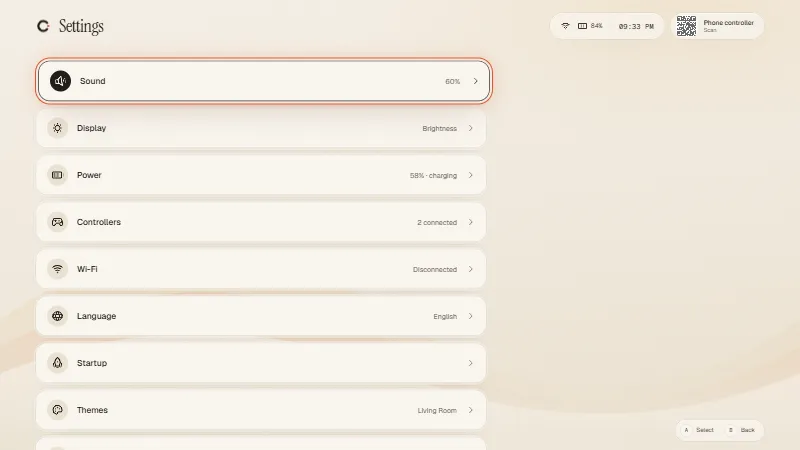 Settings
84%
09:33 PM
Phone controller
Scan
Sound
60%
Display
Brightness
Power
58% · charging
Controllers
2 connected
Wi-Fi
Disconnected
Language
English
Startup
Themes
Living Room
A Select B Back